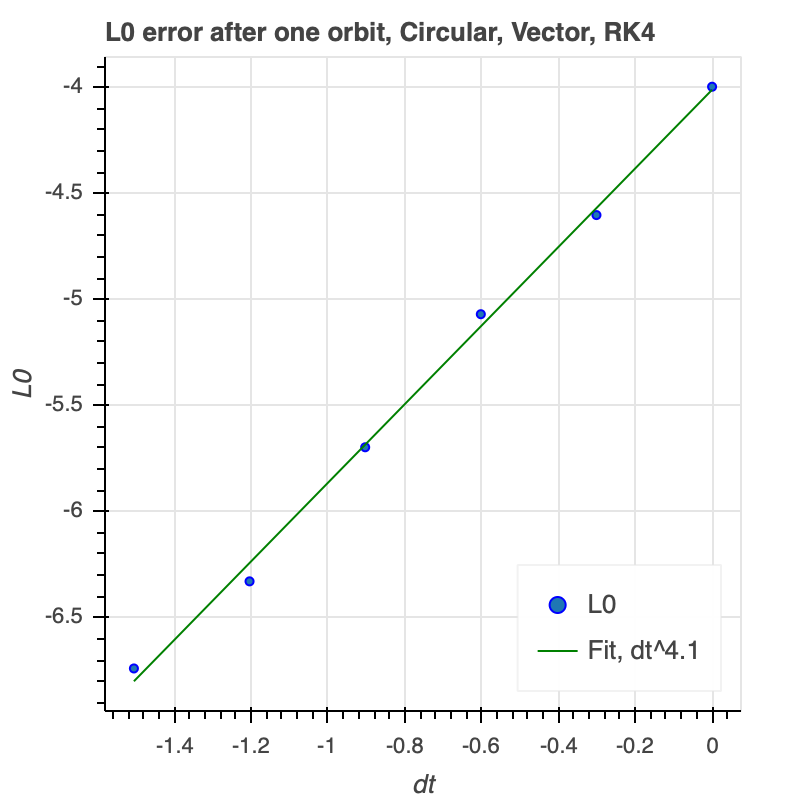 L0 error after one orbit, Circular, Vector, RK4
-4
-4.5
-5
-5.5
-6
-6.5
L0
L0
Fit, dt^4.1
-1.4
-1.2
-1
-0.8
-0.6
-0.4
-0.2
0
dt